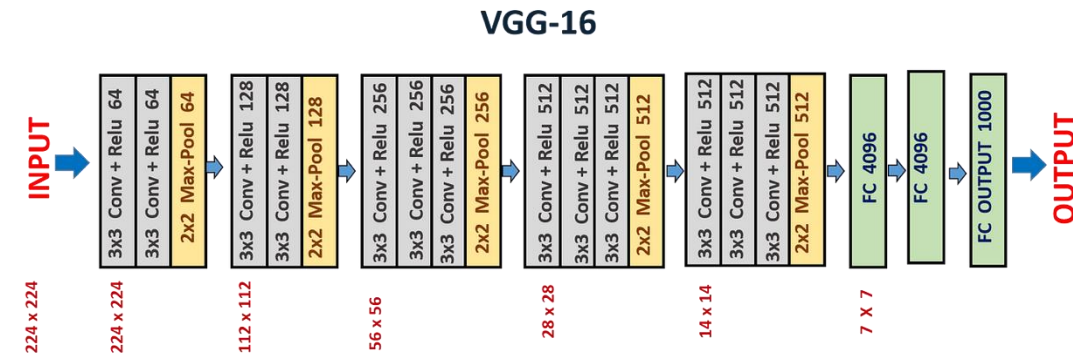 VGG-16
INPUT
3x3 Conv + Relu 64
3x3 Conv + Relu 64
2x2 Max-Pool 64
3x3 Conv + Relu 128
3x3 Conv + Relu 128
2x2 Max-Pool 128
3x3 Conv + Relu 256
3x3 Conv + Relu 256
3x3 Conv + Relu 256
2x2 Max-Pool 256
3x3 Conv + Relu 512
3x3 Conv + Relu 512
3x3 Conv + Relu 512
2x2 Max-Pool 512
3x3 Conv + Relu 512
3x3 Conv + Relu 512
3x3 Conv + Relu 512
2x2 Max-Pool 512
FC 4096
FC 4096
FC OUTPUT 1000
OUTPUT
224 x 224
224 x 224
112 x 112
56 x 56
28 x 28
14 x 14
7 X 7